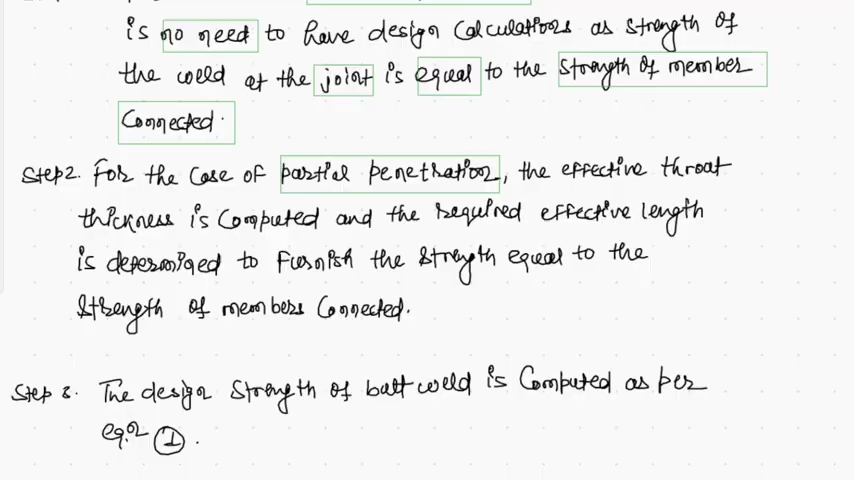 is no need to have design calculations as strength of
the weld at the joint is equal to the strength of member
Connected.
Step 2. For the case of partial penetration, the effective throat
thickness is computed and the required effective length
is determined to furnish the strength equal to the
strength of members connected.
Step 3. The design strength of butt weld is computed as per
eqn 1.